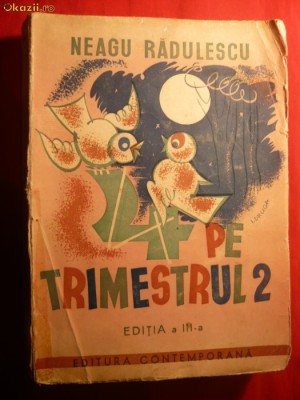 Okazii.ro
NEAGU RĂDULESCU
4 PE
TRIMESTRUL 2
EDIȚIA a III-a
EDITURA CONTEMPORANĂ